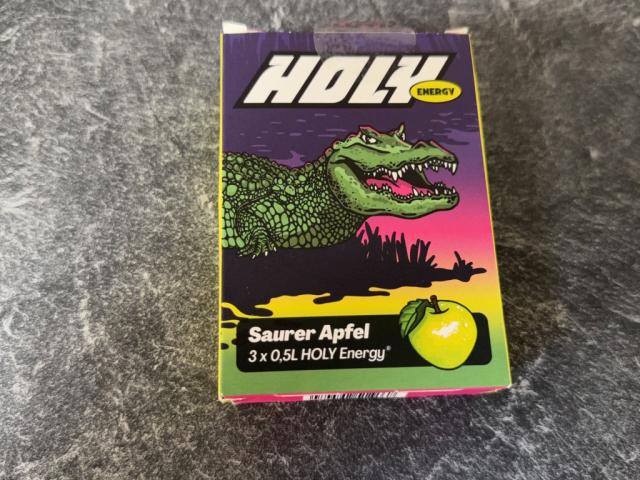 HOLY
ENERGY
Saurer Apfel
3 x 0,5L HOLY Energy®